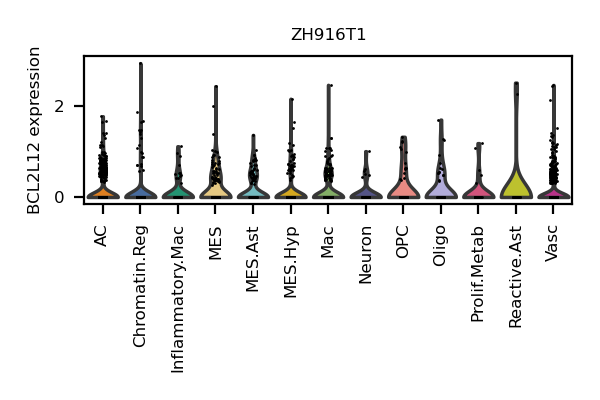 ZH916T1
BCL2L12 expression
2
0
AC
Chromatin.Reg
Inflammatory.Mac
MES
MES.Ast
MES.Hyp
Mac
Neuron
OPC
Oligo
Prolif.Metab
Reactive.Ast
Vasc